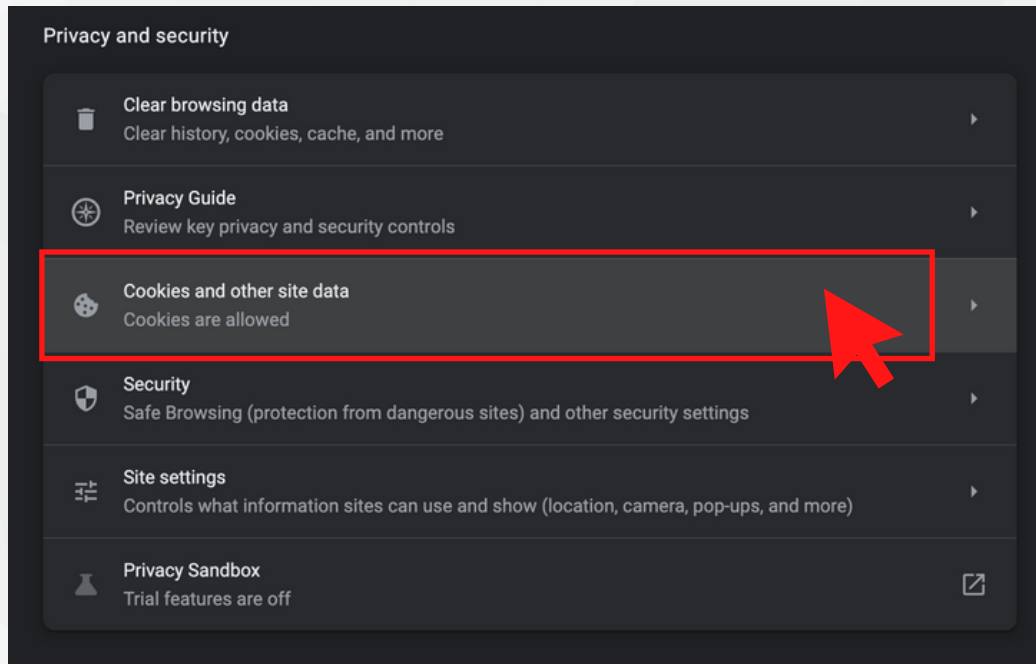 Privacy and security
Clear browsing data
Clear history, cookies, cache, and more
Privacy Guide
Review key privacy and security controls
Cookies and other site data
Cookies are allowed
Security
Safe Browsing (protection from dangerous sites) and other security settings
Site settings
Controls what information sites can use and show (location, camera, pop-ups, and more)
Privacy Sandbox
Trial features are off